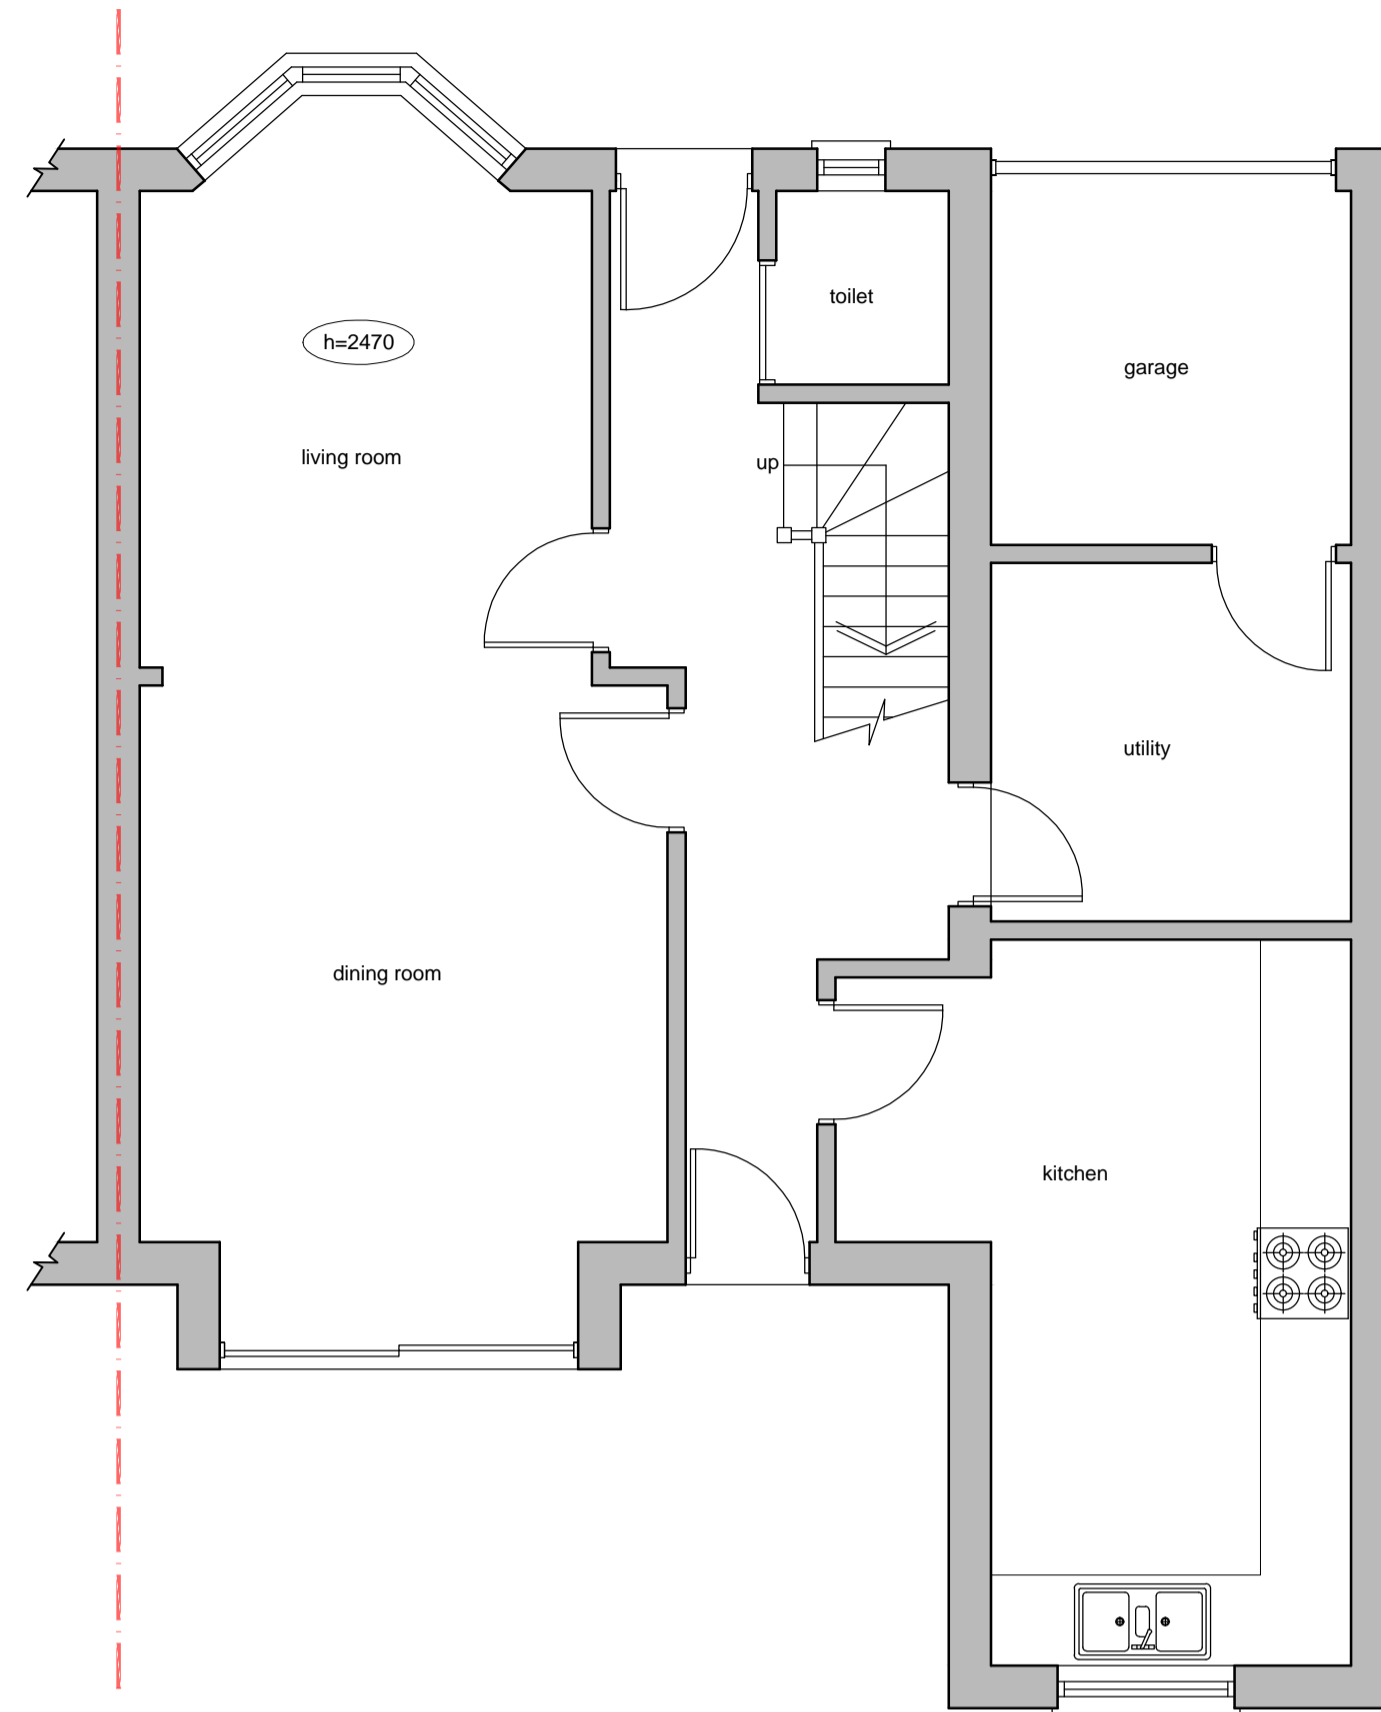 toilet
h=2470
garage
living room
up
utility
dining room
kitchen